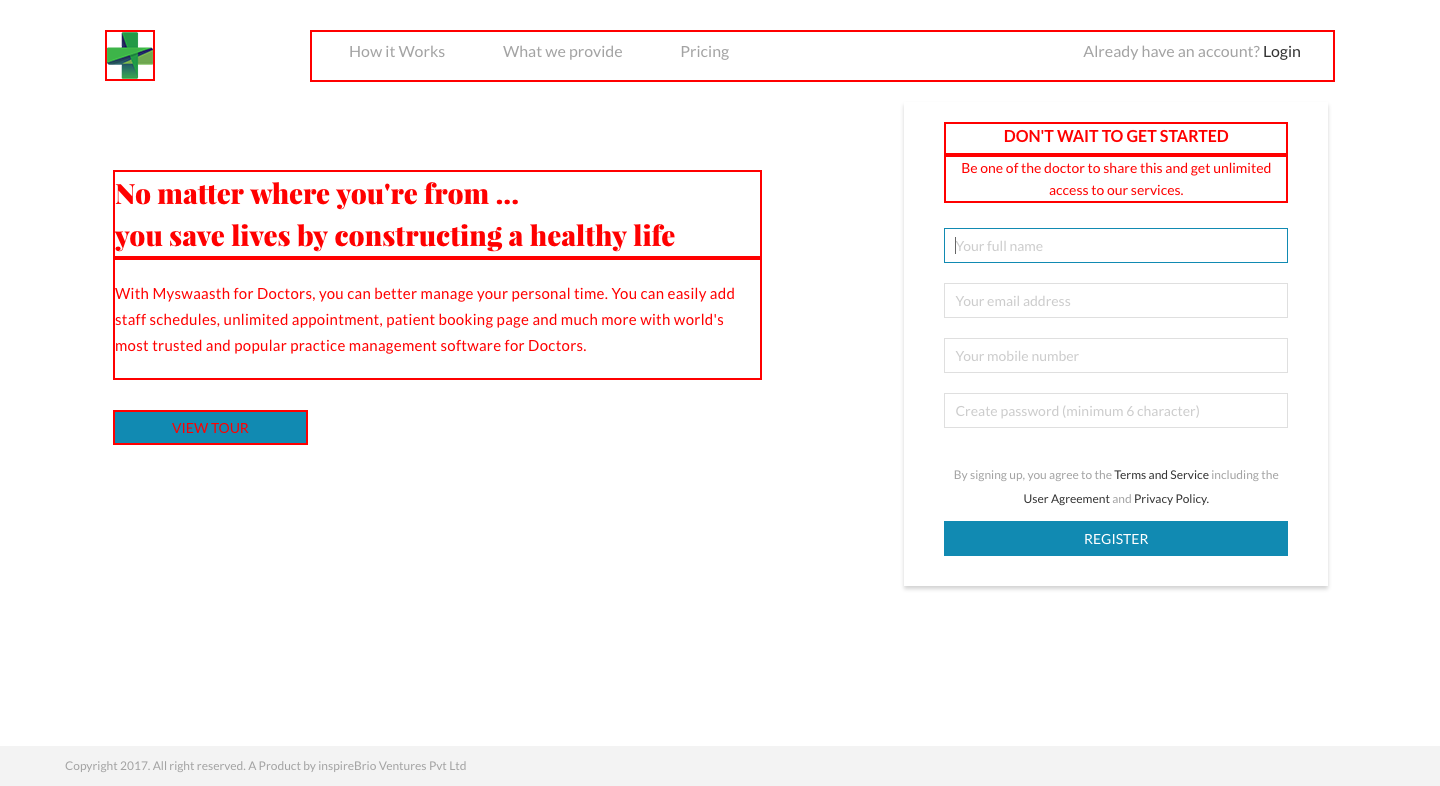 How it Works
What we provide
Pricing
Already have an account? Login
No matter where you're from ...
you save lives by constructing a healthy life
With Myswaasth for Doctors, you can better manage your personal time. You can easily add
staff schedules, unlimited appointment, patient booking page and much more with world's
most trusted and popular practice management software for Doctors.
VIEW TOUR
DON'T WAIT TO GET STARTED
Be one of the doctor to share this and get unlimited
access to our services.
Your full name
Your email address
Your mobile number
Create password (minimum 6 character)
By signing up, you agree to the Terms and Service including the
User Agreement and Privacy Policy.
REGISTER
Copyright 2017. All right reserved. A Product by inspireBrio Ventures Pvt Ltd